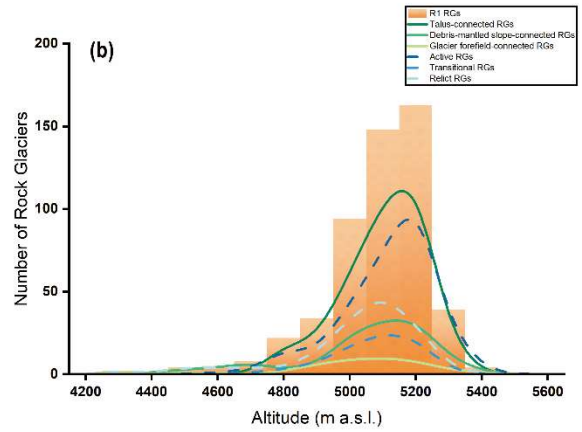 (b)
R1 RGs
Talus-connected RGs
Debris-mantled slope-connected RGs
Glacier forefield-connected RGs
Active RGs
Transitional RGs
Relict RGs
Number of Rock Glaciers
200
150
100
50
0
4200 4400 4600 4800 5000 5200 5400 5600
Altitude (m a.s.l.)